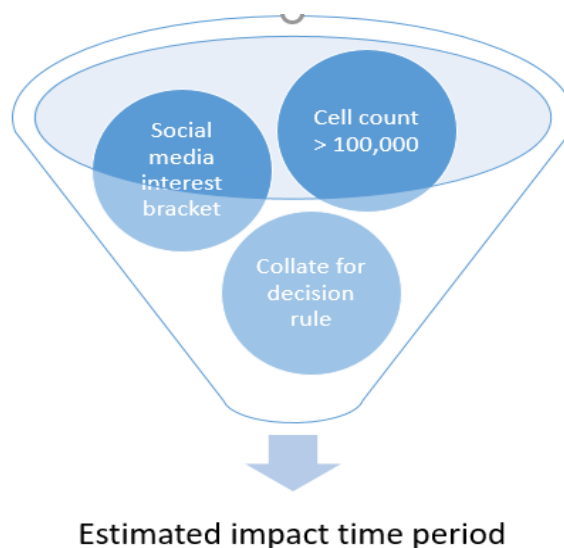 Social
media
interest
bracket
Cell count
> 100,000
Collate for
decision
rule
Estimated impact time period